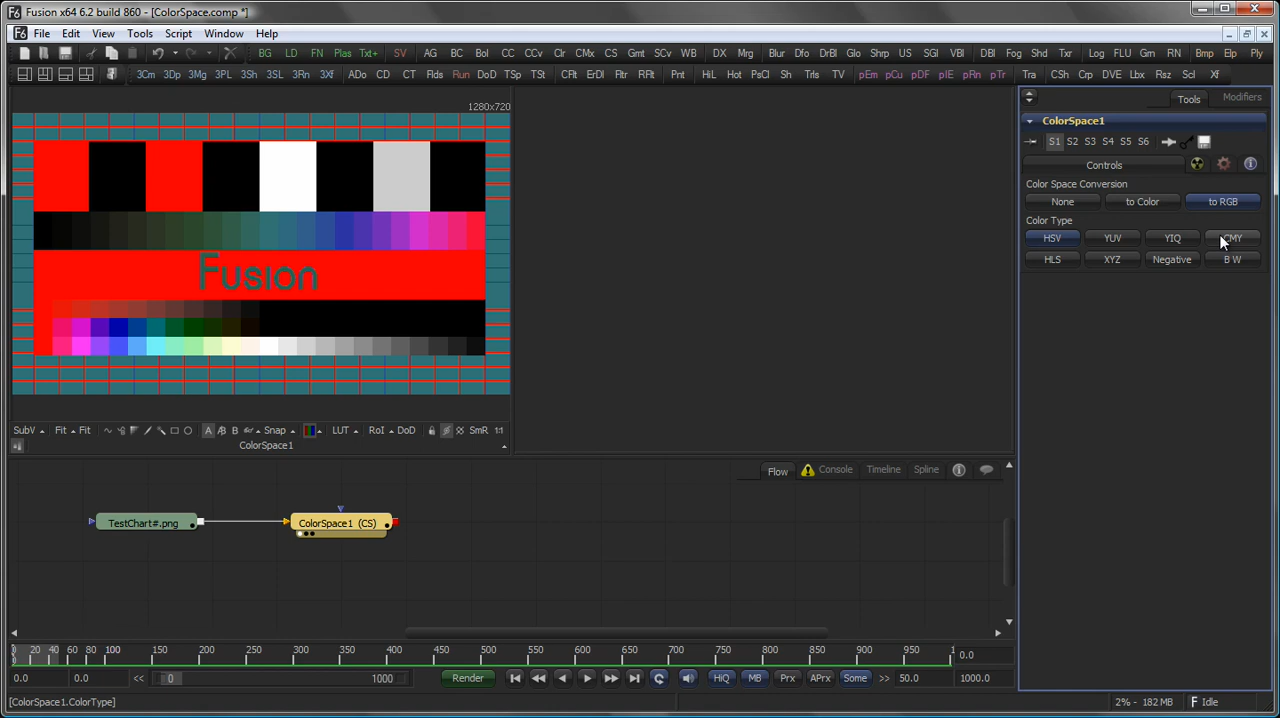 Fusion x64 6.2 build 860 - [ColorSpace.comp *]
File Edit View Tools Script Window Help
BG LD FN Mask Plas Txt+ SV AG BC Bol CC Clr CMx CS Gmt SCv WB DX Mrg Blur Dfo DrBl Glo Shrp US SGl VBl DBl Fog Shd Txr Log FLU Grn RN Bmp Elp Ply
3Cm 3Dp 3Mg 3PL 3Sh 3SL 3Rn 3Xf ADo CD CT Flds Run DoD TSp TSt CFlt ErDl Fltr RFlt Pnt HiL Hot PsCl Sh Trls TV pEm pCu pDF pIE pRn pTr Tra CSh Crp DVE Lbx Rsz Scl Xf
1280x720
Tools Modifiers
ColorSpace1
S1 S2 S3 S4 S5 S6
Controls
Color Space Conversion
None to Color to RGB
Color Type
HSV YUV YIQ CMY
HLS XYZ Negative B W
Fusion
SubV Fit Fit A B Snap LUT RoI DoD SmR 1:1
ColorSpace1
Flow Console Timeline Spline
TestChart#.png ColorSpace1 (CS)
0 20 40 60 80 100 150 200 250 300 350 400 450 500 550 600 650 700 750 800 850 900 950 1 0.0
0.0 0.0 << 0 1000 Render HiQ MB Prx APrx Some >> 50.0 1000.0
[ColorSpace1.ColorType] 2% - 182 MB Idle